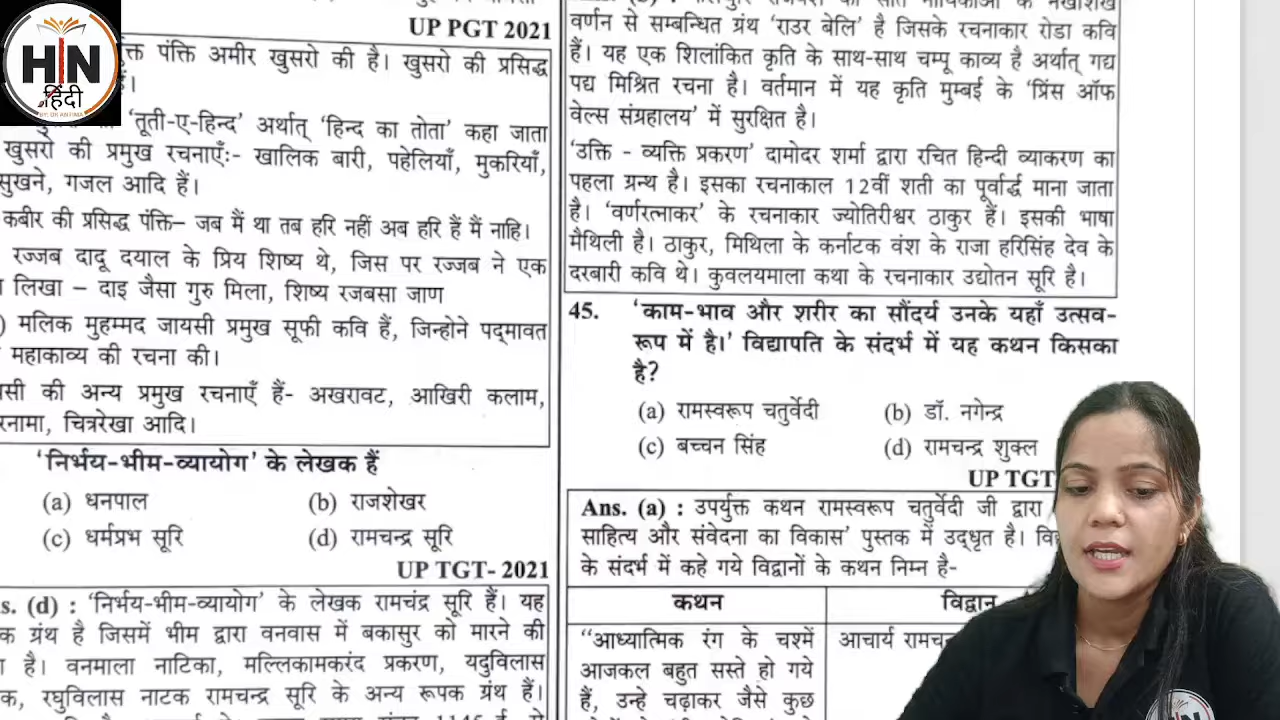 HIN
हिंदी
UP PGT 2021
पंक्ति अमीर खुसरो की है। खुसरो की प्रसिद्ध
हैं।
'तूती-ए-हिन्द' अर्थात् 'हिन्द का तोता' कहा जाता
खुसरो की प्रमुख रचनाएँः- खालिक बारी, पहेलियाँ, मुकरियाँ,
सुखने, गजल आदि हैं।
कबीर की प्रसिद्ध पंक्ति– जब मैं था तब हरि नहीं अब हरि हैं मैं नाहि।
रज्जब दादू दयाल के प्रिय शिष्य थे, जिस पर रज्जब ने एक
लिखा – दाइ जैसा गुरु मिला, शिष्य रजबसा जाण
) मलिक मुहम्मद जायसी प्रमुख सूफी कवि हैं, जिन्होने पद्मावत
महाकाव्य की रचना की।
सी की अन्य प्रमुख रचनाएँ हैं- अखरावट, आखिरी कलाम,
रनामा, चित्ररेखा आदि।
'निर्भय-भीम-व्यायोग' के लेखक हैं
(a) धनपाल (b) राजशेखर
(c) धर्मप्रभ सूरि (d) रामचन्द्र सूरि
UP TGT- 2021
s. (d) : 'निर्भय-भीम-व्यायोग' के लेखक रामचंद्र सूरि हैं। यह
क ग्रंथ है जिसमें भीम द्वारा वनवास में बकासुर को मारने की
है। वनमाला नाटिका, मल्लिकामकरंद प्रकरण, यदुविलास
क, रघुविलास नाटक रामचन्द्र सूरि के अन्य रूपक ग्रंथ हैं।
वर्णन से सम्बन्धित ग्रंथ 'राउर बेलि' है जिसके रचनाकार रोडा कवि
हैं। यह एक शिलांकित कृति के साथ-साथ चम्पू काव्य है अर्थात् गद्य
पद्य मिश्रित रचना है। वर्तमान में यह कृति मुम्बई के 'प्रिंस ऑफ
वेल्स संग्रहालय' में सुरक्षित है।
'उक्ति - व्यक्ति प्रकरण' दामोदर शर्मा द्वारा रचित हिन्दी व्याकरण का
पहला ग्रन्थ है। इसका रचनाकाल 12वीं शती का पूर्वार्द्ध माना जाता
है। 'वर्णरत्नाकर' के रचनाकार ज्योतिरीश्वर ठाकुर हैं। इसकी भाषा
मैथिली है। ठाकुर, मिथिला के कर्नाटक वंश के राजा हरिसिंह देव के
दरबारी कवि थे। कुवलयमाला कथा के रचनाकार उद्योतन सूरि है।
45. 'काम-भाव और शरीर का सौंदर्य उनके यहाँ उत्सव-
रूप में है।' विद्यापति के संदर्भ में यह कथन किसका
है?
(a) रामस्वरूप चतुर्वेदी (b) डॉ. नगेन्द्र
(c) बच्चन सिंह (d) रामचन्द्र शुक्ल
UP TGT
Ans. (a) : उपर्युक्त कथन रामस्वरूप चतुर्वेदी जी द्वारा
साहित्य और संवेदना का विकास' पुस्तक में उद्धृत है।
के संदर्भ में कहे गये विद्वानों के कथन निम्न है-
कथन विद्वान
"आध्यात्मिक रंग के चश्में आचार्य
आजकल बहुत सस्ते हो गये
हैं, उन्हे चढ़ाकर जैसे कुछ
HIN